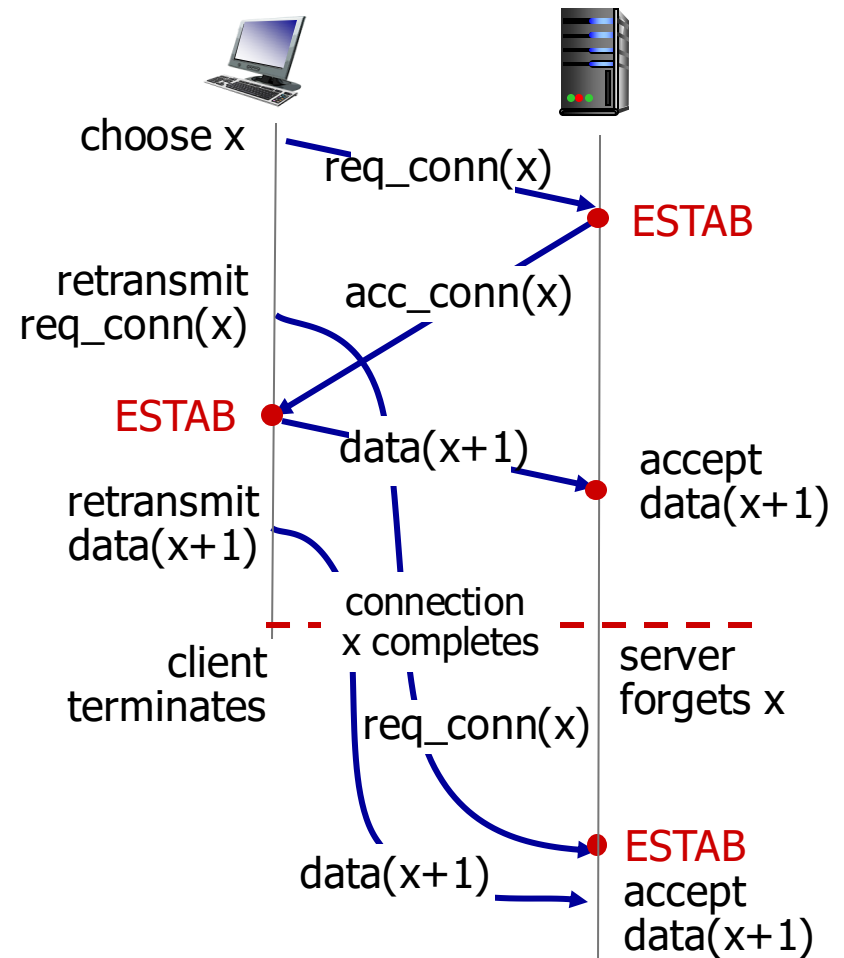 choose x
req_conn(x)
ESTAB
retransmit
req_conn(x)
acc_conn(x)
ESTAB
data(x+1)
accept
data(x+1)
retransmit
data(x+1)
connection
x completes
client
terminates
server
forgets x
req_conn(x)
ESTAB
data(x+1)
accept
data(x+1)